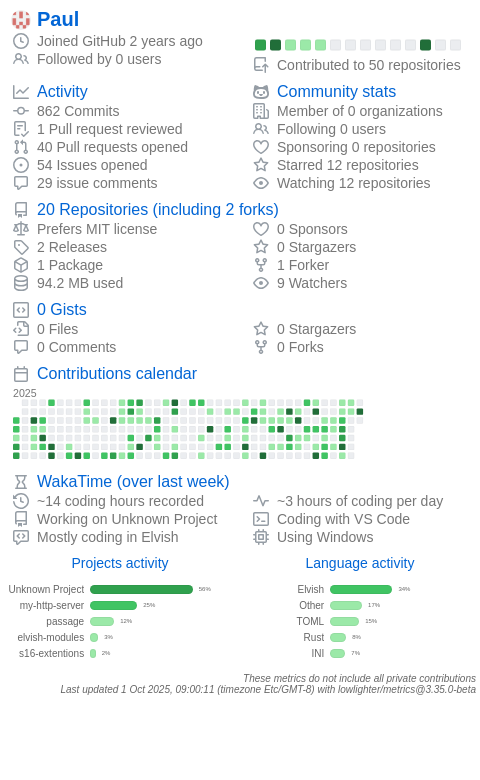 Paul
Joined GitHub 2 years ago
Followed by 0 users
Contributed to 50 repositories
Activity
862 Commits
1 Pull request reviewed
40 Pull requests opened
54 Issues opened
29 issue comments
Community stats
Member of 0 organizations
Following 0 users
Sponsoring 0 repositories
Starred 12 repositories
Watching 12 repositories
20 Repositories (including 2 forks)
Prefers MIT license
2 Releases
1 Package
94.2 MB used
0 Sponsors
0 Stargazers
1 Forker
9 Watchers
0 Gists
0 Files
0 Comments
0 Stargazers
0 Forks
Contributions calendar
2025
WakaTime (over last week)
~14 coding hours recorded
Working on Unknown Project
Mostly coding in Elvish
~3 hours of coding per day
Coding with VS Code
Using Windows
Projects activity
Unknown Project 56%
my-http-server 25%
passage 12%
elvish-modules 3%
s16-extentions 2%
Language activity
Elvish 34%
Other 17%
TOML 15%
Rust 8%
INI 7%
These metrics do not include all private contributions
Last updated 1 Oct 2025, 09:00:11 (timezone Etc/GMT-8) with lowlighter/metrics@3.35.0-beta